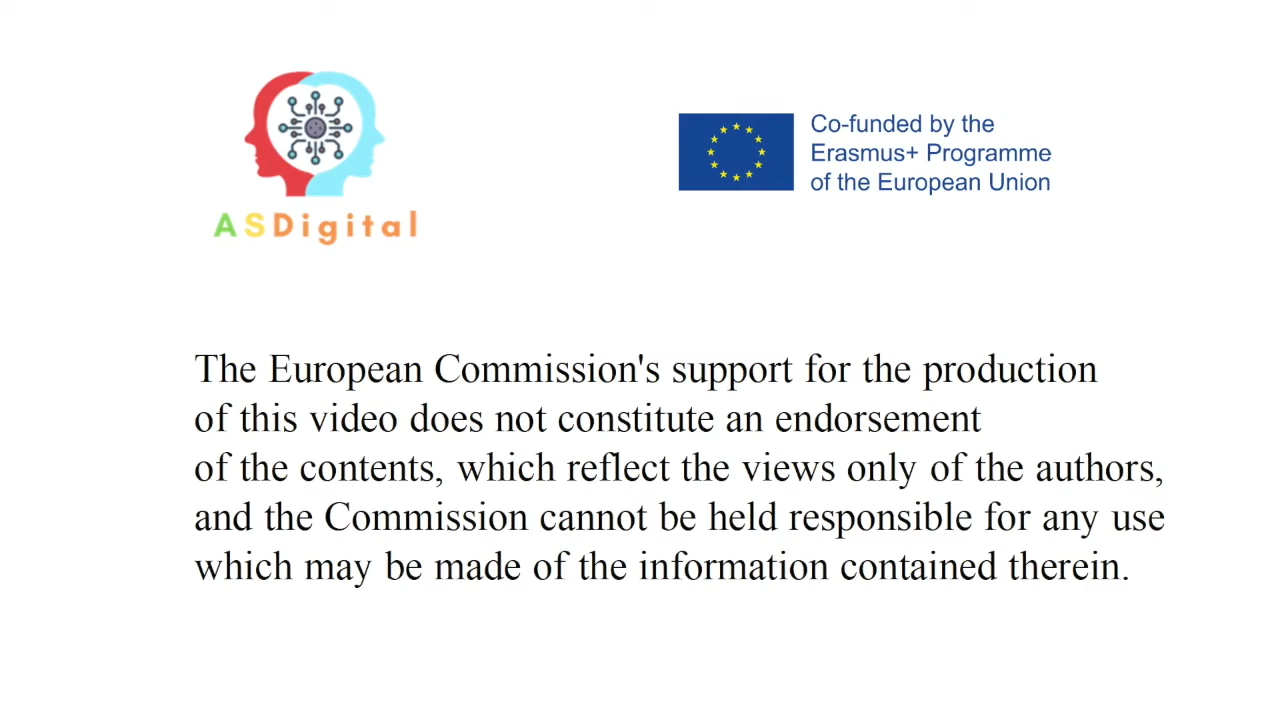 ASDigital
Co-funded by the
Erasmus+ Programme
of the European Union
The European Commission's support for the production
of this video does not constitute an endorsement
of the contents, which reflect the views only of the authors,
and the Commission cannot be held responsible for any use
which may be made of the information contained therein.